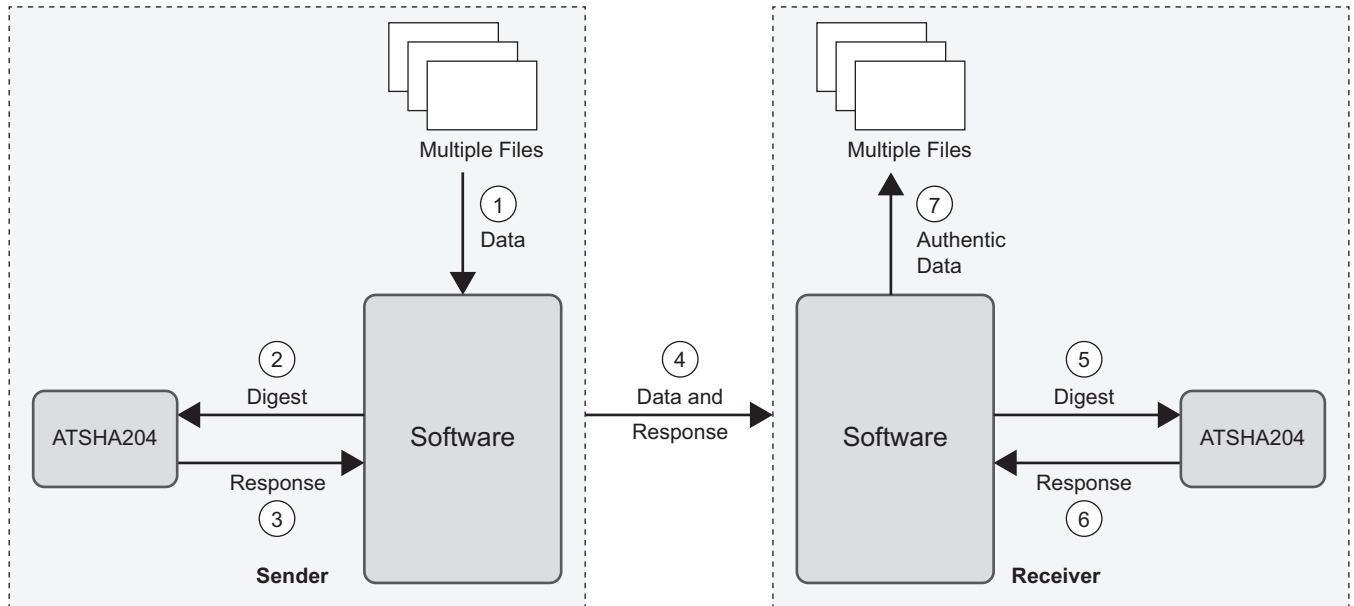 Multiple Files
1
Data
2
Digest
ATSHA204
Software
Response
3
Sender
4
Data and
Response
Multiple Files
7
Authentic
Data
Software
5
Digest
ATSHA204
Response
6
Receiver